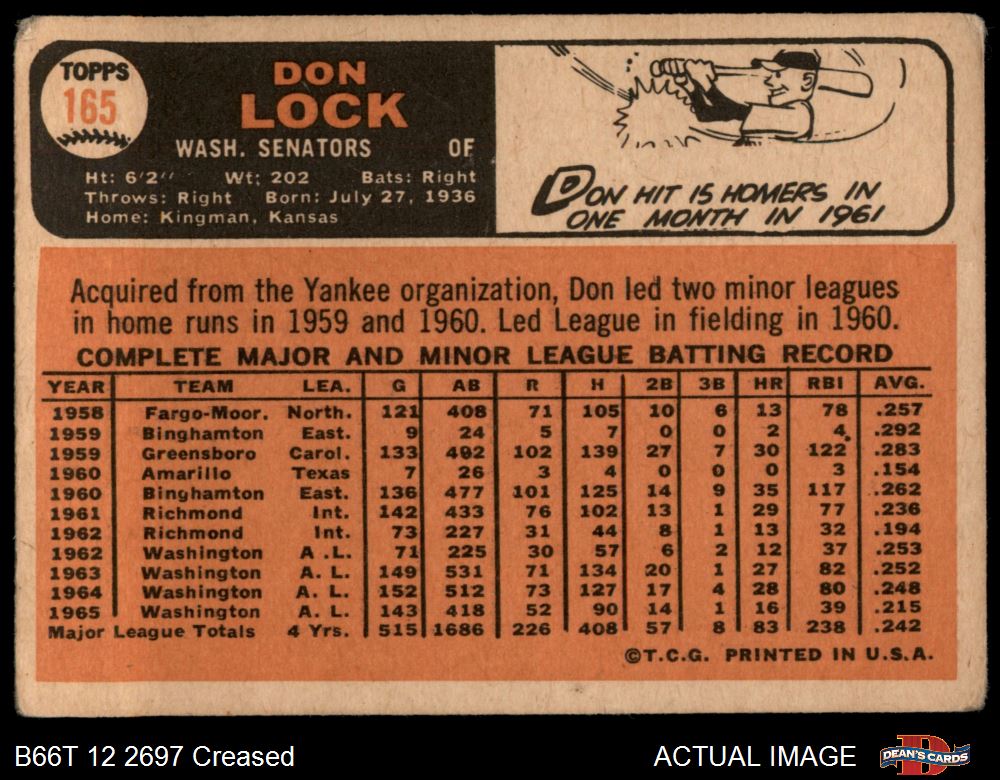 TOPPS
165
DON
LOCK
WASH. SENATORS OF
Ht: 6'2" Wt: 202 Bats: Right
Throws: Right Born: July 27, 1936
Home: Kingman, Kansas
DON HIT 15 HOMERS IN
ONE MONTH IN 1961
Acquired from the Yankee organization, Don led two minor leagues
in home runs in 1959 and 1960. Led League in fielding in 1960.
COMPLETE MAJOR AND MINOR LEAGUE BATTING RECORD
YEAR TEAM LEA. G AB R H 2B 3B HR RBI AVG.
1958 Fargo-Moor. North. 121 408 71 105 10 6 13 78 .257
1959 Binghamton East. 9 24 5 7 0 0 2 4 .292
1959 Greensboro Carol. 133 492 102 139 27 7 30 122 .283
1960 Amarillo Texas 7 26 3 4 0 0 0 3 .154
1960 Binghamton East. 136 477 101 125 14 9 35 117 .262
1961 Richmond Int. 142 433 76 102 13 1 29 77 .236
1962 Richmond Int. 73 227 31 44 8 1 13 32 .194
1962 Washington A .L. 71 225 30 57 6 2 12 37 .253
1963 Washington A. L. 149 531 71 134 20 1 27 82 .252
1964 Washington A. L. 152 512 73 127 17 4 28 80 .248
1965 Washington A. L. 143 418 52 90 14 1 16 39 .215
Major League Totals 4 Yrs. 515 1686 226 408 57 8 83 238 .242
©T.C.G. PRINTED IN U.S.A.
B66T 12 2697 Creased
ACTUAL IMAGE
D
DEAN'S CARDS